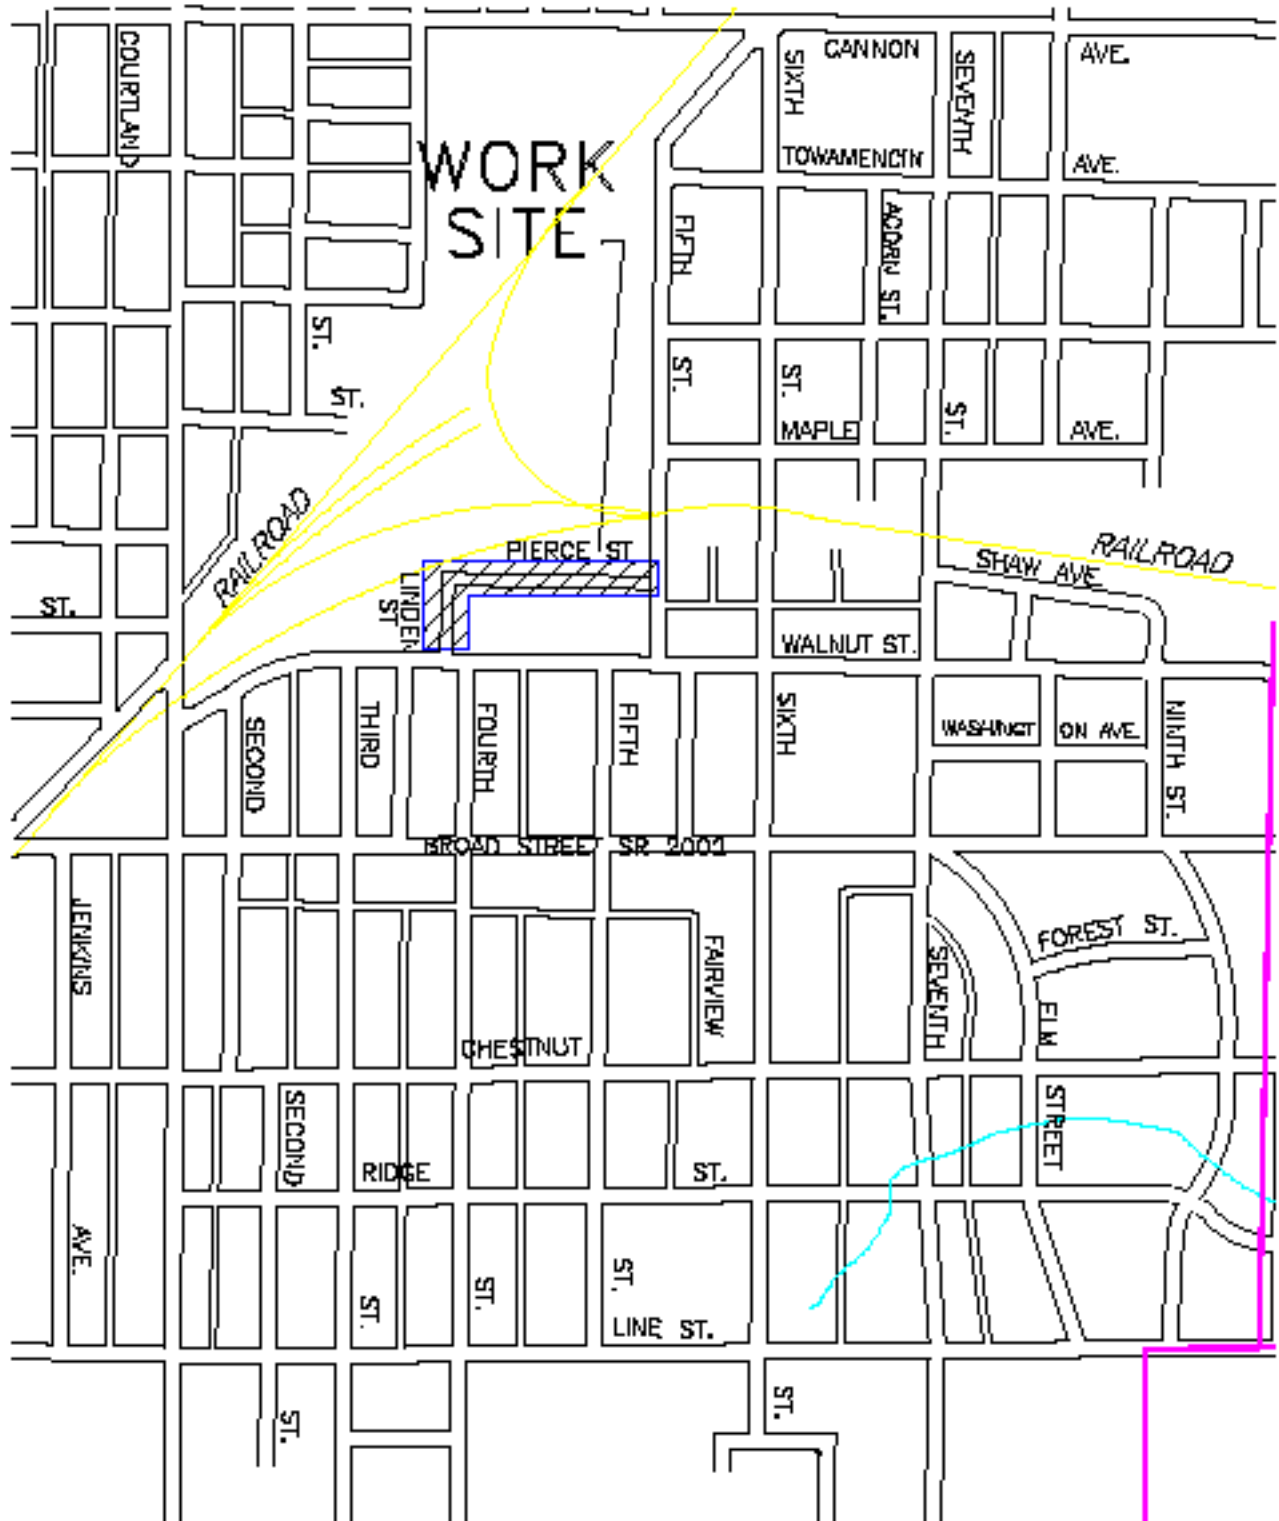 COURTLAND
CANNON
AVE.
SIXTH
SEVENTH
WORK
SITE
TOWAMENCIN
AVE.
FIFTH
ACORN ST.
ST.
ST.
ST.
ST.
ST.
MAPLE
AVE.
RAILROAD
RAILROAD
PIERCE ST
SHAW AVE
LINDEN
ST
ST.
WALNUT ST.
SECOND
THIRD
FOURTH
FIFTH
SIXTH
WASHINGT ON AVE.
NINTH ST.
BROAD STREET SR 2001
JENKINS
FAIRVIEW
SEVENTH
FOREST ST.
ELM
CHESTNUT
SECOND
STREET
RIDGE
ST.
AVE.
ST.
ST.
ST.
LINE ST.
ST.
ST.